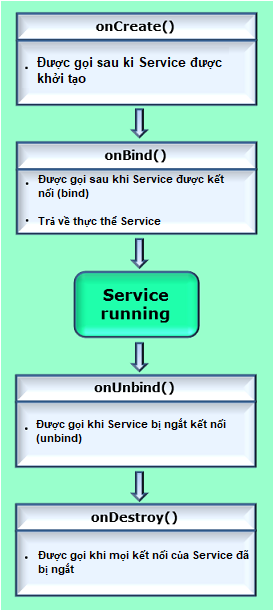 onCreate()
· Được gọi sau ki Service được
khởi tạo
onBind()
· Được gọi sau khi Service được kết
nối (bind)
· Trả về thực thể Service
Service
running
onUnbind()
· Được gọi khi Service bị ngắt kết nối
(unbind)
onDestroy()
· Được gọi khi mọi kết nối của Service đã
bị ngắt